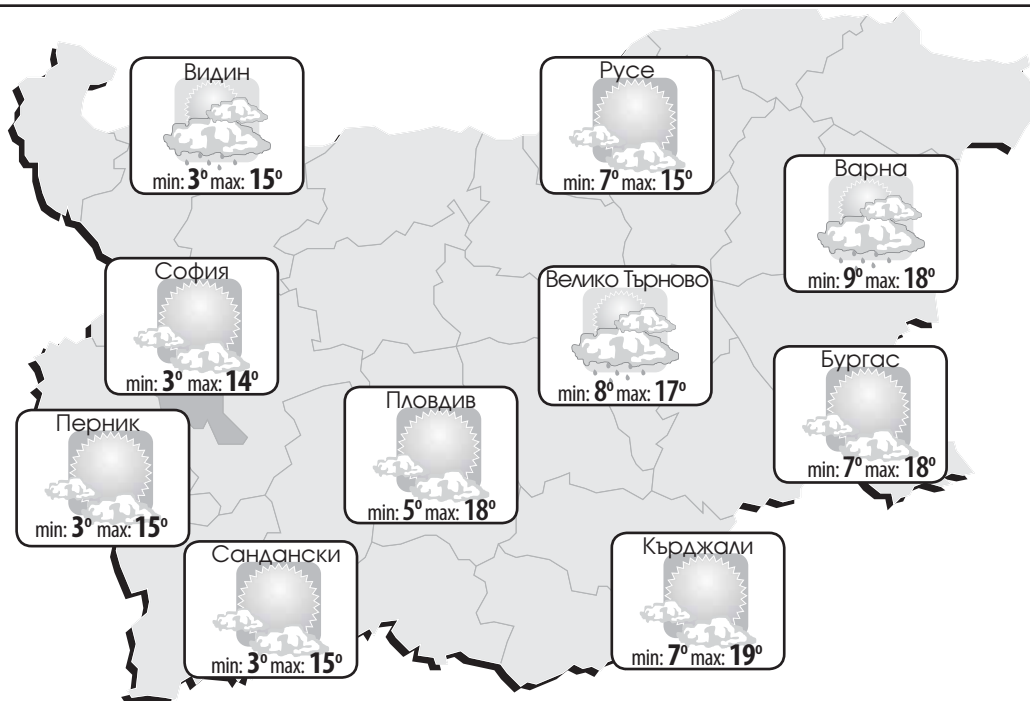 Видин
min: 3° max: 15°
Русе
min: 7° max: 15°
Варна
min: 9° max: 18°
София
min: 3° max: 14°
Велико Търново
min: 8° max: 17°
Бургас
min: 7° max: 18°
Пловдив
min: 5° max: 18°
Перник
min: 3° max: 15°
Сандански
min: 3° max: 15°
Кърджали
min: 7° max: 19°